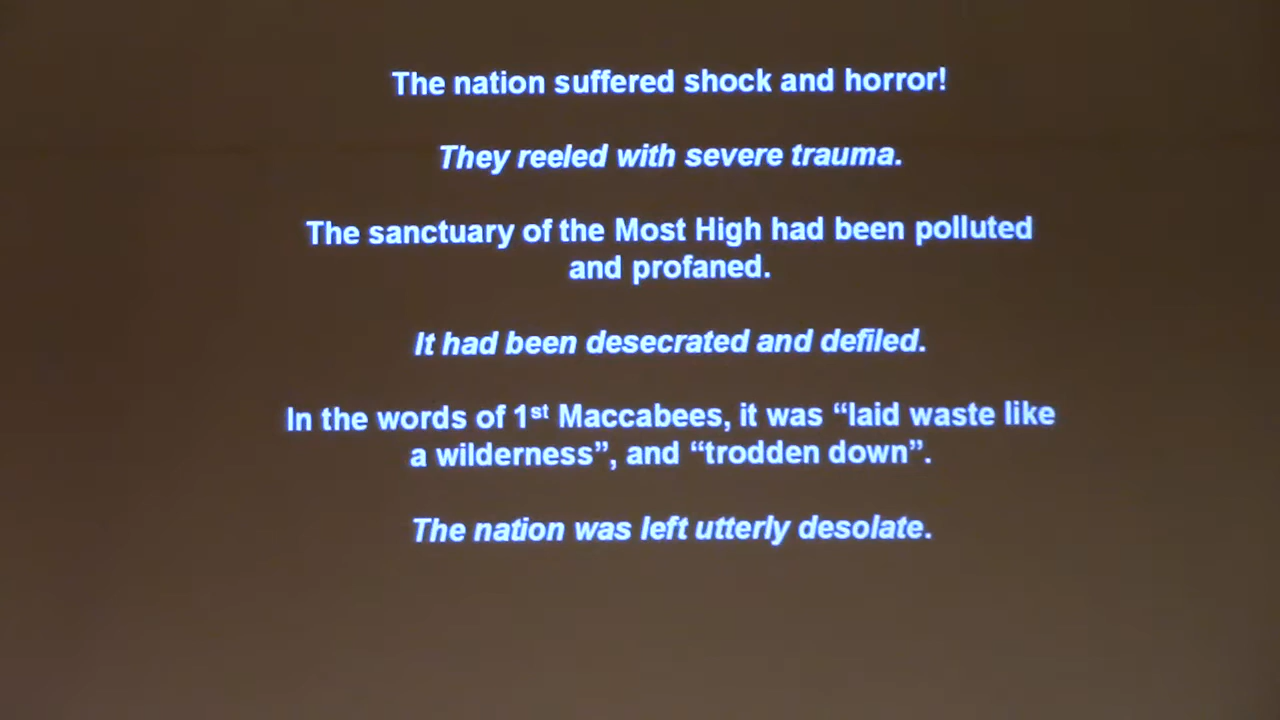 The nation suffered shock and horror!
They reeled with severe trauma.
The sanctuary of the Most High had been polluted
and profaned.
It had been desecrated and defiled.
In the words of 1st Maccabees, it was “laid waste like
a wilderness”, and “trodden down”.
The nation was left utterly desolate.